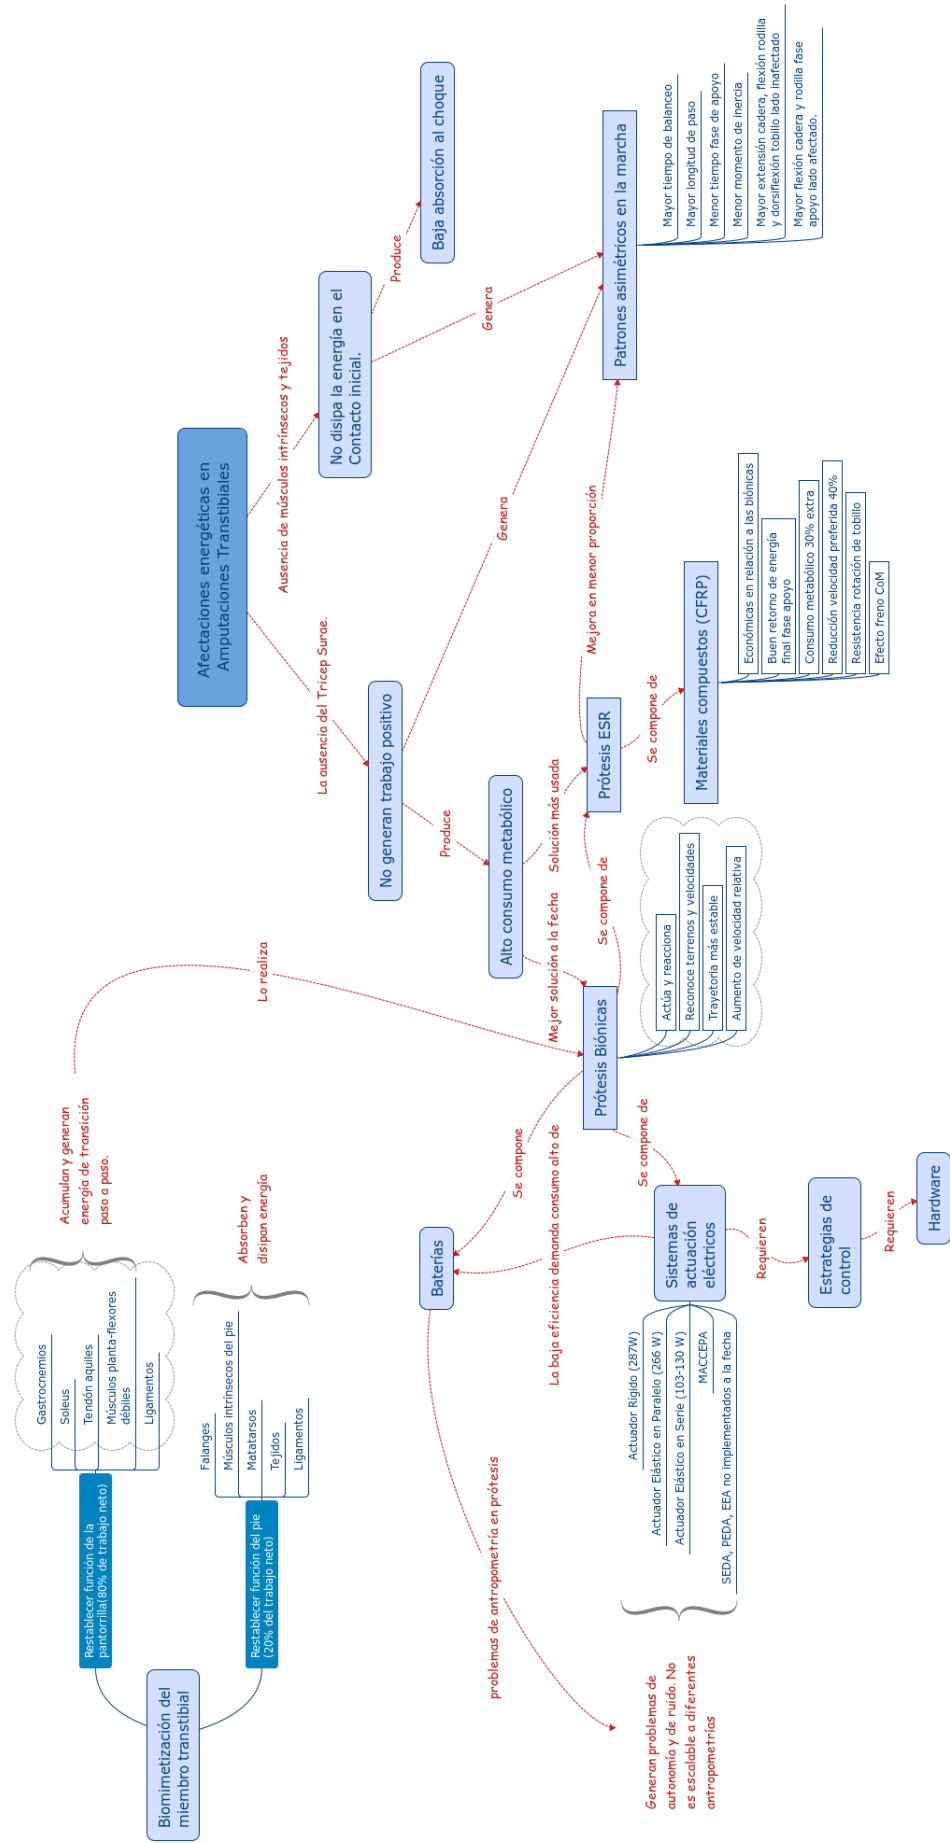 Afectaciones energéticas en
Amputaciones Transtibiales
La ausencia del Tricep Surae.
Ausencia de músculos intrínsecos y tejidos
No disipa la energía en el
Contacto inicial.
Produce
Baja absorción al choque
Genera
No generan trabajo positivo
Produce
Genera
Alto consumo metabólico
Mejor solución a la fecha
Solución más usada
Prótesis ESR
Mejora en menor proporción
Se compone de
Patrones asimétricos en la marcha
Mayor tiempo de balanceo
Mayor longitud de paso
Menor tiempo fase de apoyo
Menor momento de inercia
Mayor extensión cadera, flexión rodilla
y dorsiflexión tobillo lado inafectado
Mayor flexión cadera y rodilla fase
apoyo lado afectado.
Materiales compuestos (CFRP)
Económicas en relación a las biónicas
Buen retorno de energía
final fase apoyo
Consumo metabólico 30% extra
Reducción velocidad preferida 40%
Resistencia rotación de tobillo
Efecto freno CoM
Prótesis Biónicas
Se compone de
Actúa y reacciona
Reconoce terrenos y velocidades
Trayetoria más estable
Aumento de velocidad relativa
Se compone
Se compone de
Baterías
La baja eficiencia demanda consumo alto de
Sistemas de
actuación
eléctricos
Requieren
Estrategias de
control
Requieren
Hardware
Actuador Rígido (287W)
Actuador Elástico en Paralelo (266 W)
Actuador Elástico en Serie (103-130 W)
MACCEPA
SEDA, PEDA, EEA no implementados a la fecha
Generan problemas de
autonomía y de ruido. No
es escalable a diferentes
antropometrías
problemas de antropometría en prótesis
Biomimetización del
miembro transtibial
Restablecer función de la
pantorrilla(80% de trabajo neto)
Gastrocnemios
Soleus
Tendón aquiles
Músculos planta-flexores
débiles
Ligamentos
Acumulan y generan
energía de transición
paso a paso.
Lo realiza
Restablecer función del pie
(20% del trabajo neto)
Falanges
Músculos intrínsecos del pie
Matatarsos
Tejidos
Ligamentos
Absorben y
disipan energía